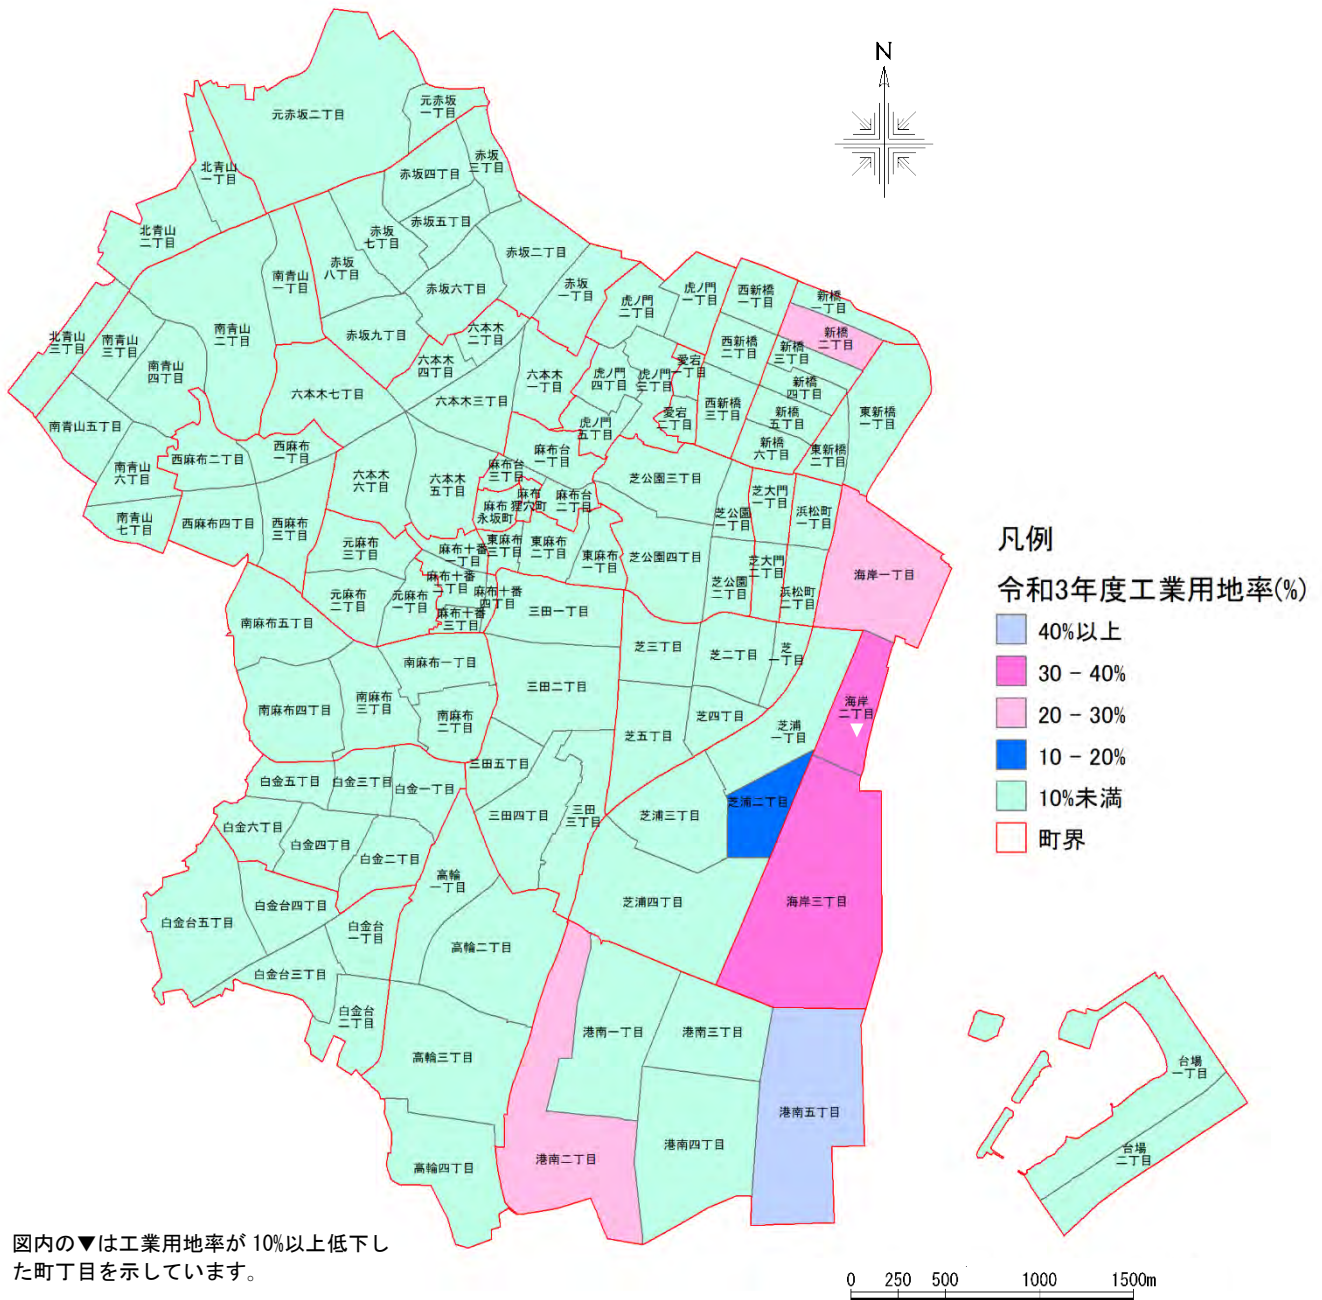 N
元赤坂二丁目
元赤坂
一丁目
北青山
一丁目
赤坂
三丁目
赤坂四丁目
北青山
二丁目
赤坂
七丁目
赤坂五丁目
赤坂二丁目
南青山
一丁目
赤坂
八丁目
赤坂六丁目
赤坂
一丁目
虎ノ門
二丁目
虎ノ門
一丁目
西新橋
一丁目
新橋
一丁目
北青山
三丁目
南青山
三丁目
南青山
二丁目
赤坂九丁目
六本木
二丁目
西新橋
二丁目
新橋
三丁目
新橋
二丁目
南青山
四丁目
六本木
四丁目
六本木
一丁目
虎ノ門
四丁目
虎ノ門
三丁目
愛宕
一丁目
新橋
四丁目
六本木七丁目
六本木三丁目
西新橋
三丁目
愛宕
二丁目
新橋
五丁目
東新橋
一丁目
南青山五丁目
虎ノ門
五丁目
新橋
六丁目
東新橋
二丁目
西麻布二丁目
西麻布
一丁目
麻布台
一丁目
南青山
六丁目
六本木
六丁目
六本木
五丁目
麻布台
三丁目
芝公園三丁目
麻布
狸穴町
麻布台
二丁目
芝大門
一丁目
浜松町
一丁目
麻布
永坂町
芝公園
一丁目
南青山
七丁目
西麻布四丁目
西麻布
三丁目
元麻布
三丁目
麻布十番
一丁目
東麻布
三丁目
東麻布
二丁目
東麻布
一丁目
芝公園四丁目
芝大門
二丁目
芝公園
二丁目
浜松町
二丁目
海岸一丁目
元麻布
二丁目
元麻布
一丁目
麻布十番
二丁目
麻布十番
四丁目
麻布十番
三丁目
三田一丁目
南麻布五丁目
芝三丁目
芝二丁目
芝
一丁目
南麻布一丁目
三田二丁目
南麻布四丁目
南麻布
三丁目
南麻布
二丁目
芝五丁目
芝四丁目
芝浦
一丁目
海岸
二丁目
白金五丁目
白金三丁目
白金一丁目
三田五丁目
三田四丁目
三田
三丁目
芝浦三丁目
芝浦二丁目
白金六丁目
白金四丁目
白金二丁目
高輪
一丁目
芝浦四丁目
海岸三丁目
白金台五丁目
白金台四丁目
白金台
一丁目
高輪二丁目
白金台三丁目
白金台
二丁目
高輪三丁目
港南一丁目
港南三丁目
港南五丁目
高輪四丁目
港南二丁目
港南四丁目
台場
一丁目
台場
二丁目
凡例
令和3年度工業用地率(%)
40%以上
30 - 40%
20 - 30%
10 - 20%
10%未満
町界
図内の▼は工業用地率が 10%以上低下し
た町丁目を示しています。
0 250 500 1000 1500m